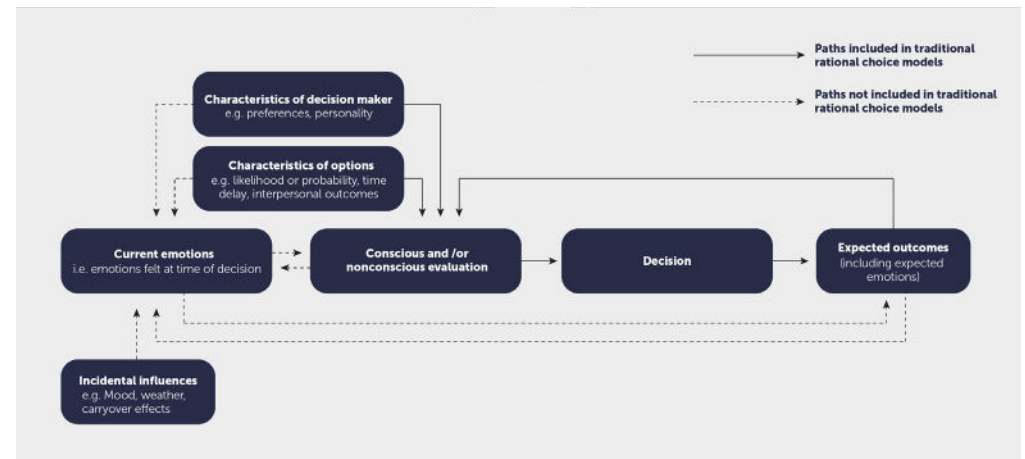 Paths included in traditional
rational choice models
Paths not included in traditional
rational choice models
Characteristics of decision maker
e.g. preferences, personality
Characteristics of options
e.g. likelihood or probability, time
delay, interpersonal outcomes
Current emotions
i.e. emotions felt at time of decision
Conscious and /or
nonconscious evaluation
Decision
Expected outcomes
(including expected
emotions)
Incidental influences
e.g. Mood, weather,
carryover effects